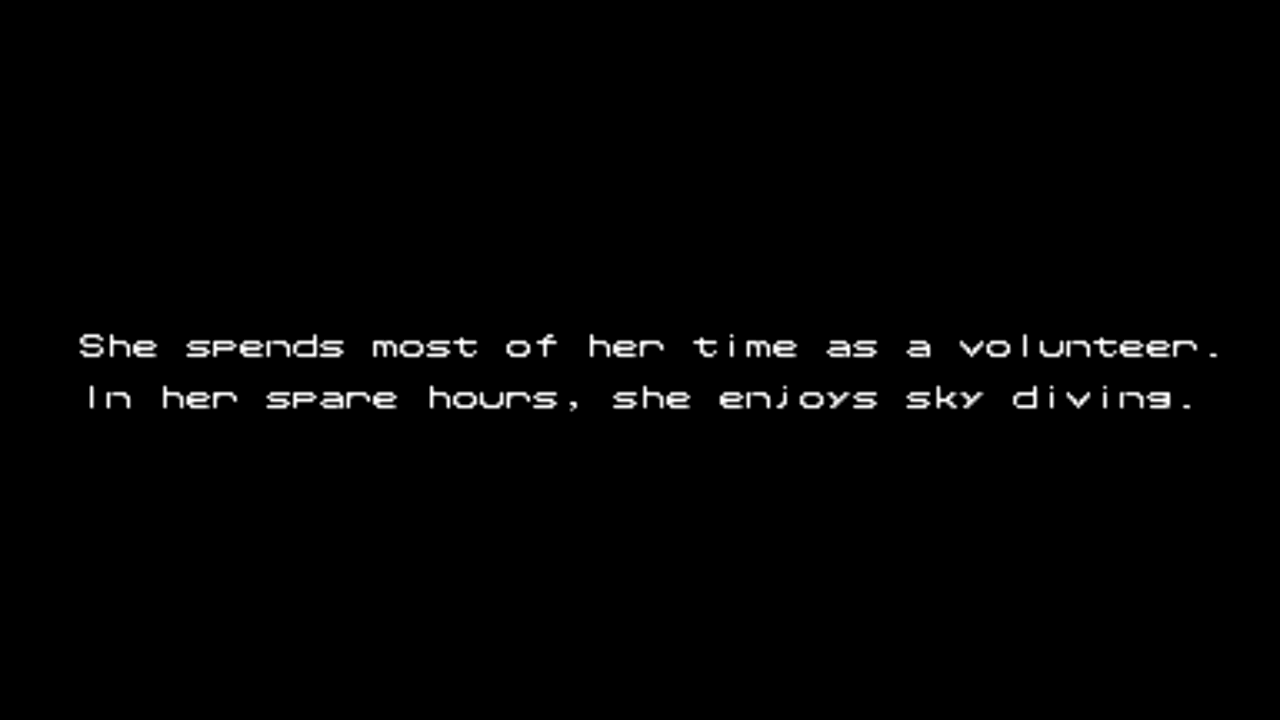 She spends most of her time as a volunteer.
In her spare hours, she enjoys sky diving.